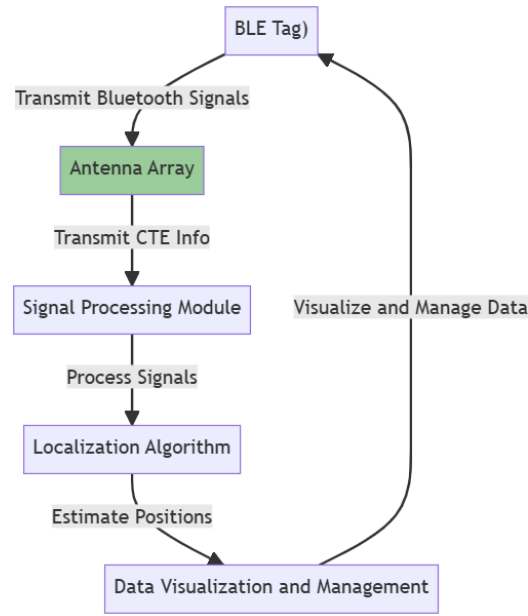 BLE Tag)
Transmit Bluetooth Signals
Antenna Array
Transmit CTE Info
Signal Processing Module
Visualize and Manage Data
Process Signals
Localization Algorithm
Estimate Positions
Data Visualization and Management